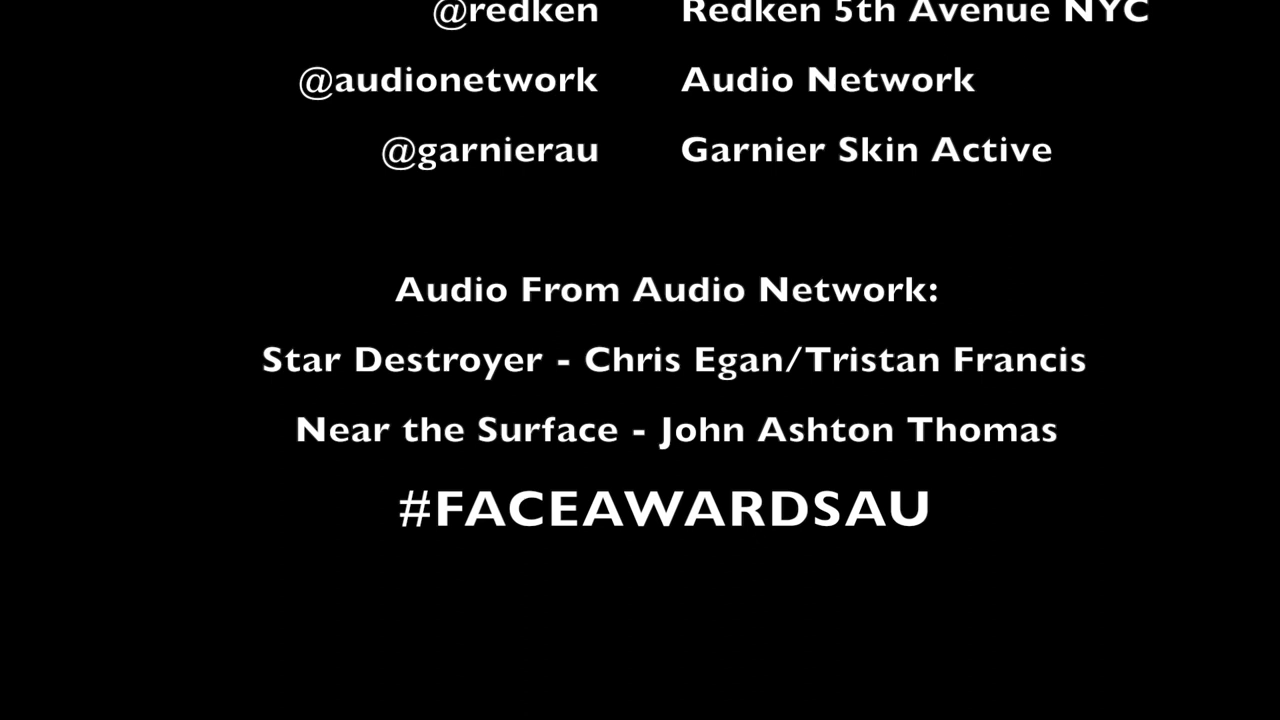 @redken Redken 5th Avenue NYC
@audionetwork Audio Network
@garnierau Garnier Skin Active
Audio From Audio Network:
Star Destroyer - Chris Egan/Tristan Francis
Near the Surface - John Ashton Thomas
#FACEAWARDSAU